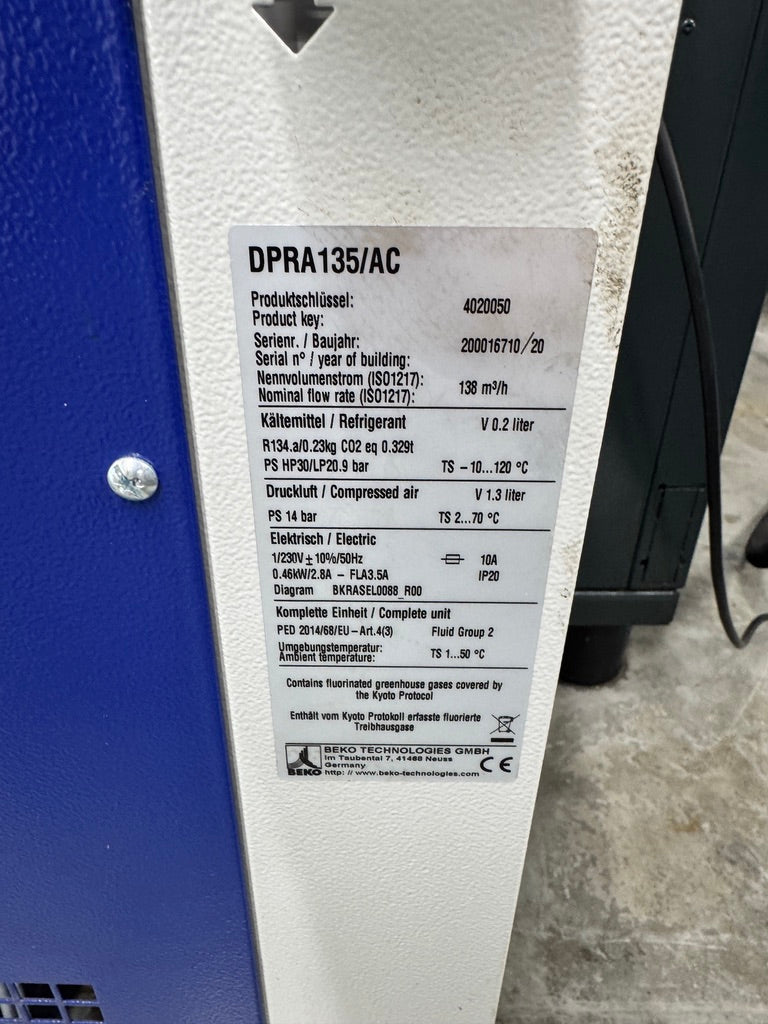 DPRA135/AC
Produktschlüssel:
Product key: 4020050
Serienr. / Baujahr:
Serial n° / year of building: 200016710/20
Nennvolumenstrom (ISO1217):
Nominal flow rate (ISO1217): 138 m³/h
Kältemittel / Refrigerant V 0.2 liter
R134.a/0.23kg CO2 eq 0.329t
PS HP30/LP20.9 bar TS -10...120 °C
Druckluft / Compressed air V 1.3 liter
PS 14 bar TS 2...70 °C
Elektrisch / Electric
1/230V±10%/50Hz 10A
0.46kW/2.8A - FLA3.5A IP20
Diagram BKRASEL0088_R00
Komplette Einheit / Complete unit
PED 2014/68/EU-Art.4(3) Fluid Group 2
Umgebungstemperatur:
Ambient temperature: TS 1...50 °C
Contains fluorinated greenhouse gases covered by
the Kyoto Protocol
Enthält vom Kyoto Protokoll erfasste fluorierte
Treibhausgase
BEKO
BEKO TECHNOLOGIES GMBH
Im Taubental 7, 41468 Neuss
Germany
http: // www.beko-technologies.com
CE